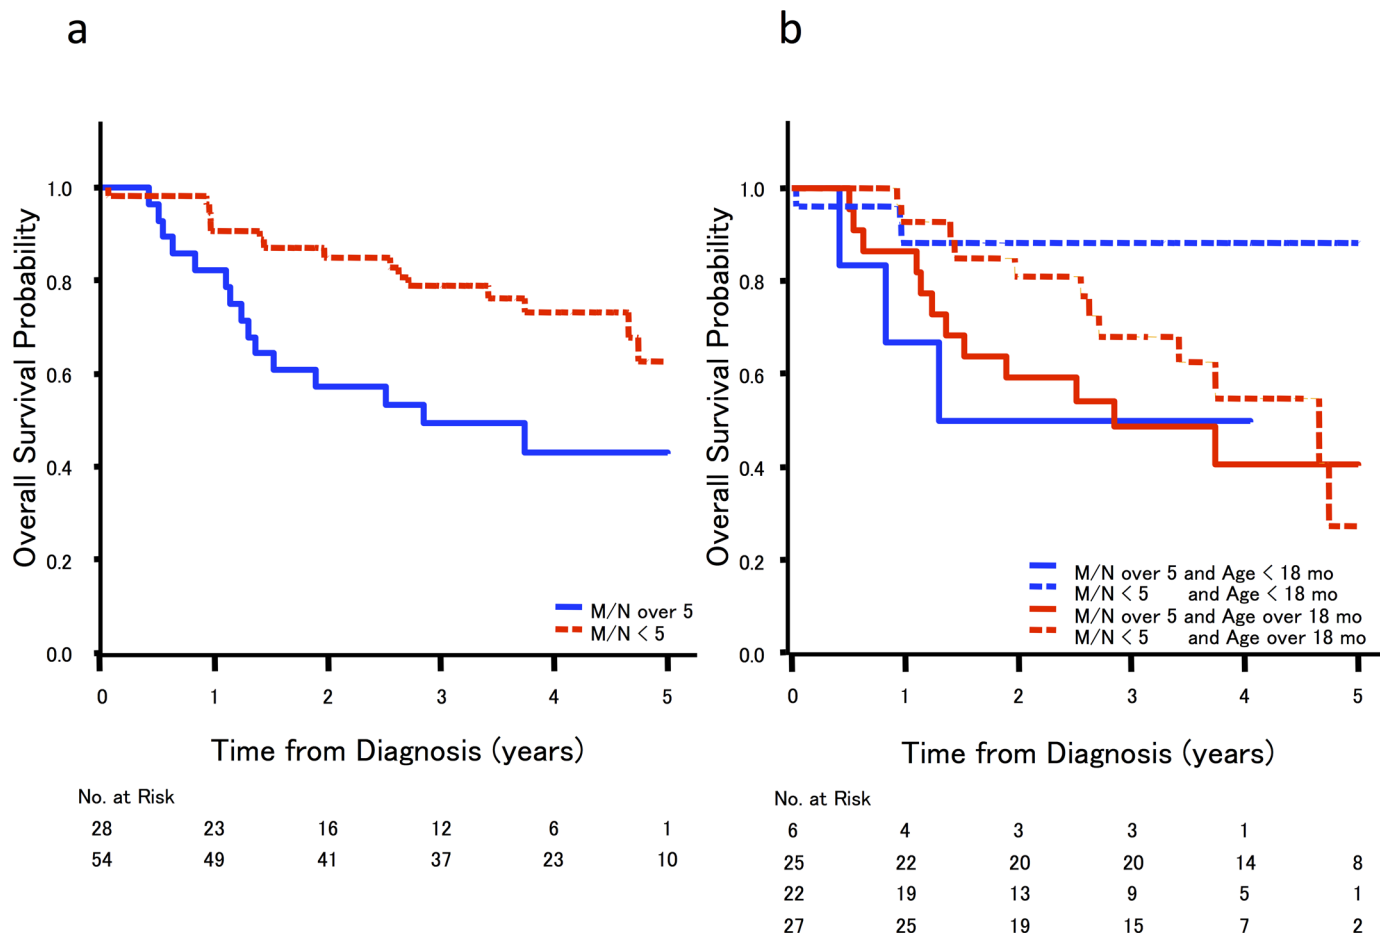 a
Overall Survival Probability
1.0
0.8
0.6
0.4
0.2
0.0
M/N over 5
M/N < 5
0 1 2 3 4 5
Time from Diagnosis (years)
No. at Risk
28 23 16 12 6 1
54 49 41 37 23 10
b
Overall Survival Probability
1.0
0.8
0.6
0.4
0.2
0.0
M/N over 5 and Age < 18 mo
M/N < 5 and Age < 18 mo
M/N over 5 and Age over 18 mo
M/N < 5 and Age over 18 mo
0 1 2 3 4 5
Time from Diagnosis (years)
No. at Risk
6 4 3 3 1
25 22 20 20 14 8
22 19 13 9 5 1
27 25 19 15 7 2